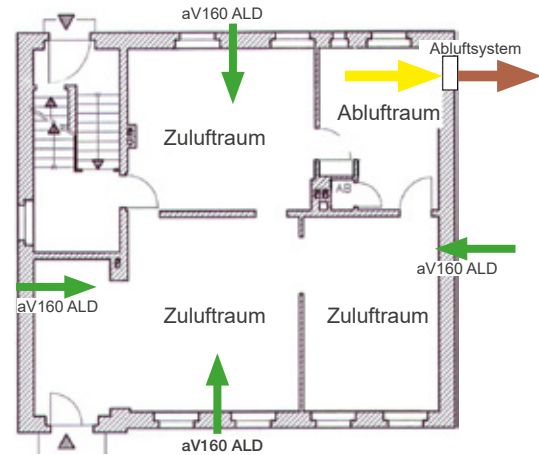 aV160 ALD
Abluftsystem
Abluftraum
Zuluftraum
AB
aV160 ALD
aV160 ALD
Zuluftraum
Zuluftraum
aV160 ALD